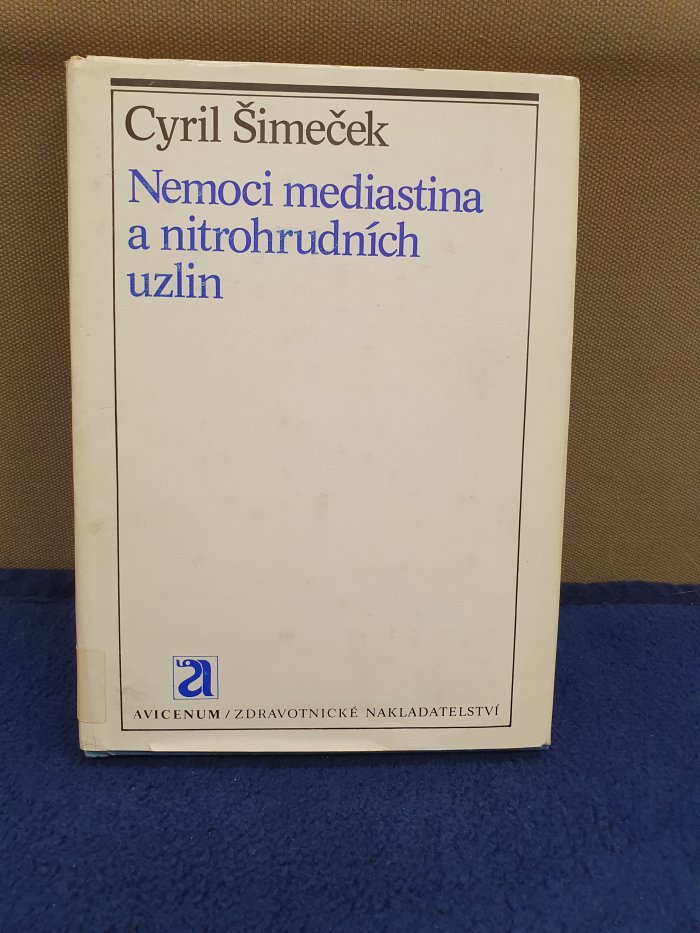 Cyril Šimeček
Nemoci mediastina
a nitrohrudních
uzlin
AVICENUM / ZDRAVOTNICKÉ NAKLADATELSTVÍ